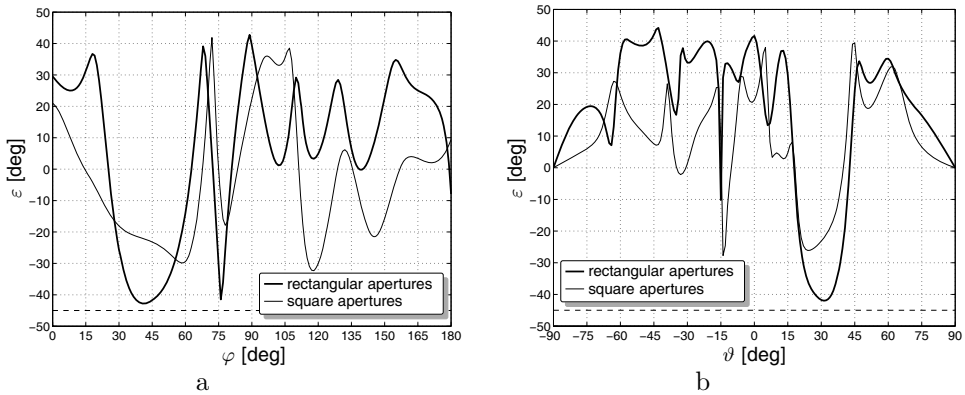 50
40
30
20
10
0
−10
−20
−30
−40
−50
ε [deg]
rectangular apertures
square apertures
0 15 30 45 60 75 90 105 120 135 150 165 180
φ [deg]
a
50
40
30
20
10
0
−10
−20
−30
−40
−50
ε [deg]
rectangular apertures
square apertures
−90 −75 −60 −45 −30 −15 0 15 30 45 60 75 90
ϑ [deg]
b